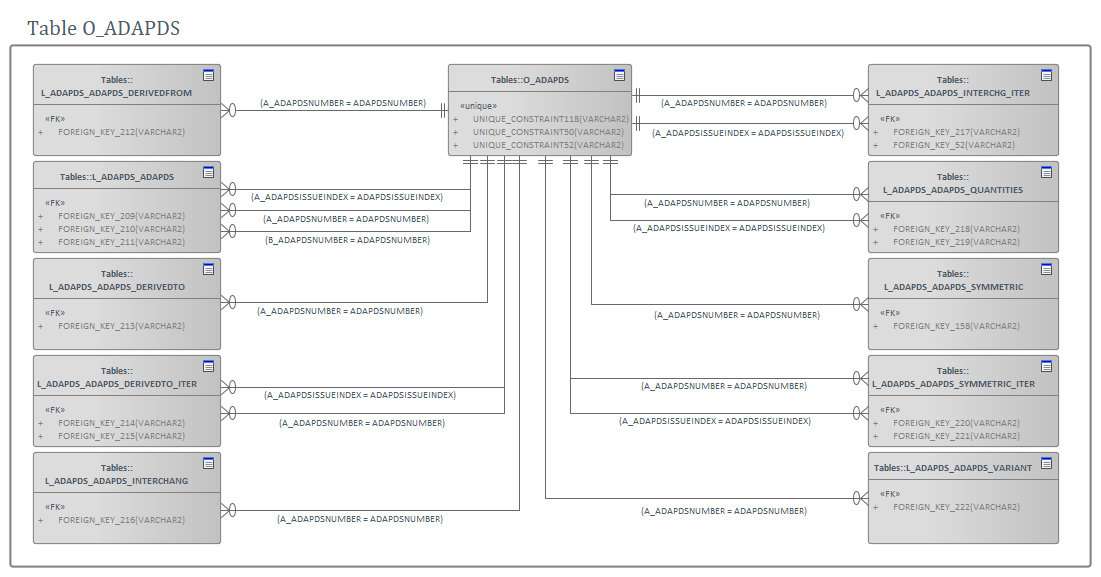 Table O_ADAPDS
Tables::
L_ADAPDS_ADAPDS_DERIVEDFROM
«FK»
+ FOREIGN_KEY_212(VARCHAR2)
Tables::L_ADAPDS_ADAPDS
«FK»
+ FOREIGN_KEY_209(VARCHAR2)
+ FOREIGN_KEY_210(VARCHAR2)
+ FOREIGN_KEY_211(VARCHAR2)
Tables::
L_ADAPDS_ADAPDS_DERIVEDTO
«FK»
+ FOREIGN_KEY_213(VARCHAR2)
Tables::
L_ADAPDS_ADAPDS_DERIVEDTO_ITER
«FK»
+ FOREIGN_KEY_214(VARCHAR2)
+ FOREIGN_KEY_215(VARCHAR2)
Tables::
L_ADAPDS_ADAPDS_INTERCHANG
«FK»
+ FOREIGN_KEY_216(VARCHAR2)
(A_ADAPDSNUMBER = ADAPDSNUMBER)
(A_ADAPDSISSUEINDEX = ADAPDSISSUEINDEX)
(A_ADAPDSNUMBER = ADAPDSNUMBER)
(B_ADAPDSNUMBER = ADAPDSNUMBER)
(A_ADAPDSNUMBER = ADAPDSNUMBER)
(A_ADAPDSISSUEINDEX = ADAPDSISSUEINDEX)
(A_ADAPDSNUMBER = ADAPDSNUMBER)
(A_ADAPDSNUMBER = ADAPDSNUMBER)
Tables::O_ADAPDS
«unique»
+ UNIQUE_CONSTRAINT118(VARCHAR2)
+ UNIQUE_CONSTRAINT50(VARCHAR2)
+ UNIQUE_CONSTRAINT52(VARCHAR2)
(A_ADAPDSNUMBER = ADAPDSNUMBER)
(A_ADAPDSISSUEINDEX = ADAPDSISSUEINDEX)
(A_ADAPDSNUMBER = ADAPDSNUMBER)
(A_ADAPDSISSUEINDEX = ADAPDSISSUEINDEX)
(A_ADAPDSNUMBER = ADAPDSNUMBER)
(A_ADAPDSNUMBER = ADAPDSNUMBER)
(A_ADAPDSISSUEINDEX = ADAPDSISSUEINDEX)
(A_ADAPDSNUMBER = ADAPDSNUMBER)
Tables::
L_ADAPDS_ADAPDS_INTERCHG_ITER
«FK»
+ FOREIGN_KEY_217(VARCHAR2)
+ FOREIGN_KEY_52(VARCHAR2)
Tables::
L_ADAPDS_ADAPDS_QUANTITIES
«FK»
+ FOREIGN_KEY_218(VARCHAR2)
+ FOREIGN_KEY_219(VARCHAR2)
Tables::
L_ADAPDS_ADAPDS_SYMMETRIC
«FK»
+ FOREIGN_KEY_158(VARCHAR2)
Tables::
L_ADAPDS_ADAPDS_SYMMETRIC_ITER
«FK»
+ FOREIGN_KEY_220(VARCHAR2)
+ FOREIGN_KEY_221(VARCHAR2)
Tables::L_ADAPDS_ADAPDS_VARIANT
«FK»
+ FOREIGN_KEY_222(VARCHAR2)